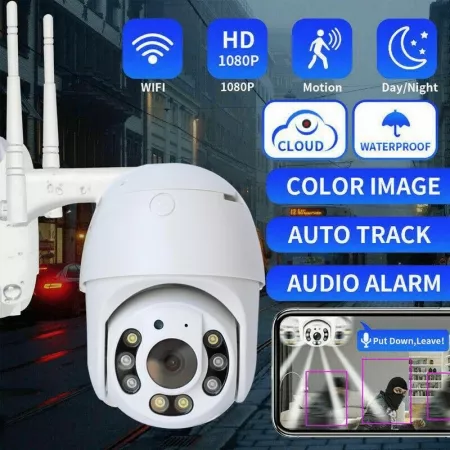 WIFI
HD
1080P
1080P
Motion
Day/Night
CLOUD
WATERPROOF
COLOR IMAGE
AUTO TRACK
AUDIO ALARM
Put Down,Leave!